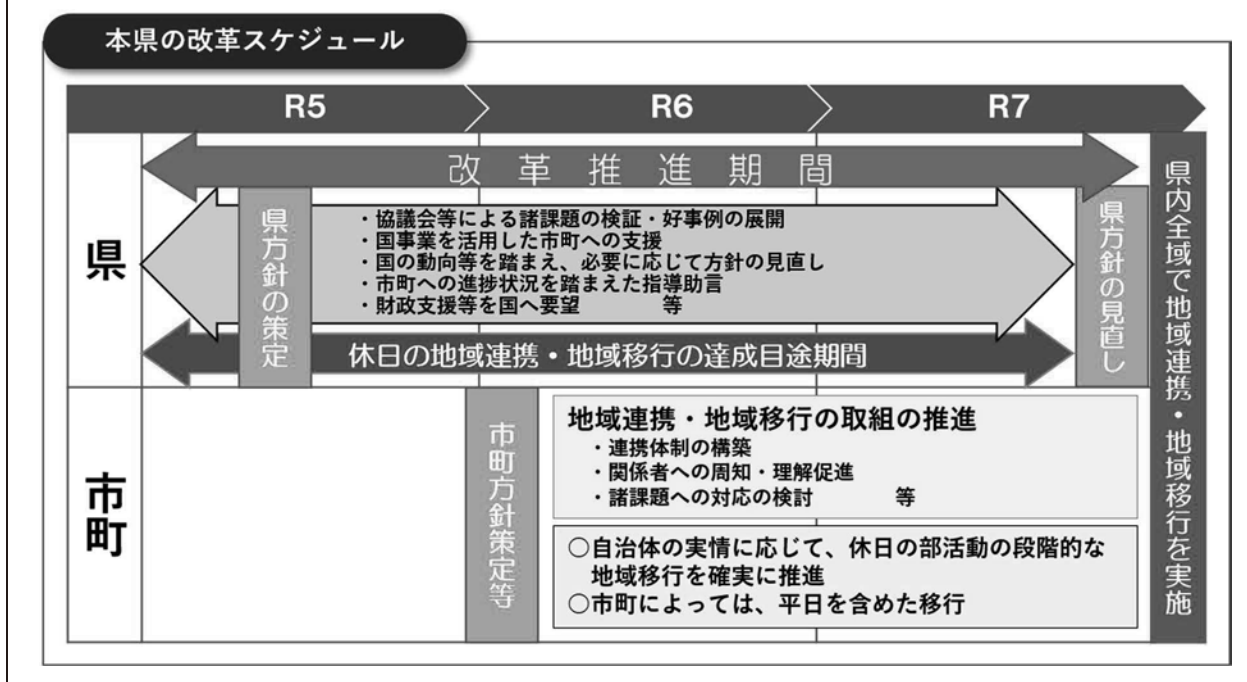 本県の改革スケジュール
R5
R6
R7
改革推進期間
県
県方針の策定
・協議会等による諸課題の検証・好事例の展開
・国事業を活用した市町への支援
・国の動向等を踏まえ、必要に応じて方針の見直し
・市町への進捗状況を踏まえた指導助言
・財政支援等を国へ要望　　　　等
県方針の見直し
休日の地域連携・地域移行の達成目途期間
市町
市町方針策定等
地域連携・地域移行の取組の推進
・連携体制の構築
・関係者への周知・理解促進
・諸課題への対応の検討　　　　等
○自治体の実情に応じて、休日の部活動の段階的な
地域移行を確実に推進
○市町によっては、平日を含めた移行
県内全域で地域連携・地域移行を実施